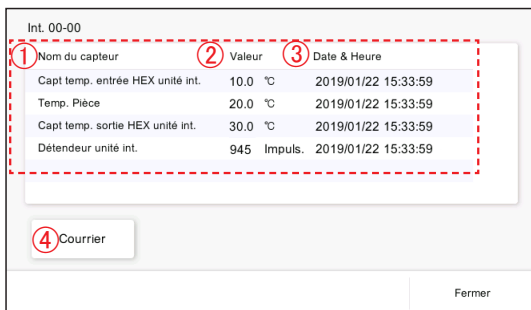 Int. 00-00
① Nom du capteur ② Valeur ③ Date & Heure
Capt temp. entrée HEX unité int. 10.0 ℃ 2019/01/22 15:33:59
Temp. Pièce 20.0 ℃ 2019/01/22 15:33:59
Capt temp. sortie HEX unité int. 30.0 ℃ 2019/01/22 15:33:59
Détendeur unité int. 945 Impuls. 2019/01/22 15:33:59
④ Courrier
Fermer